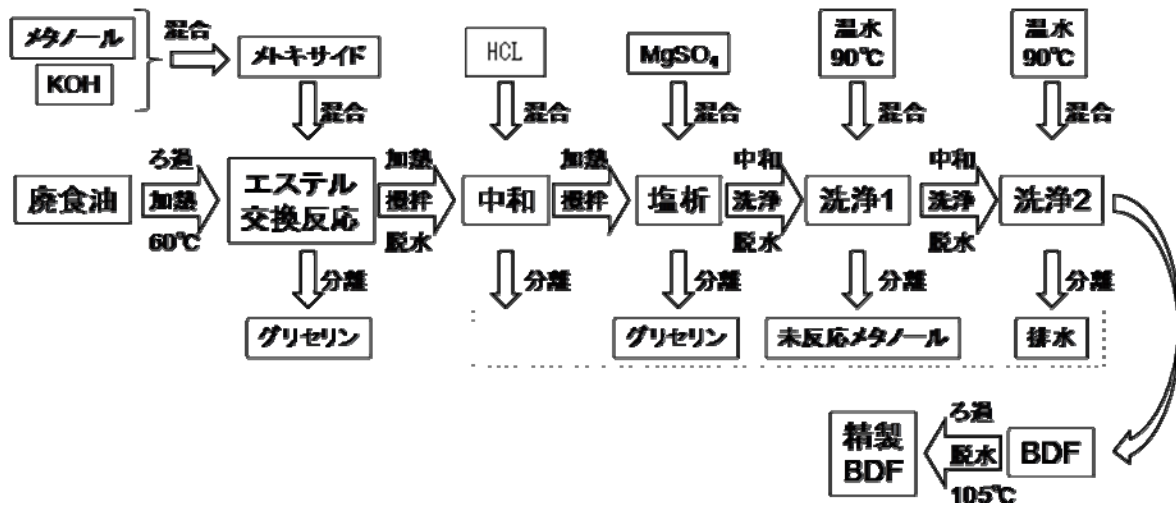 メタノール
KOH
混合
メトキサイド
HCL
MgSO₄
温水
90℃
温水
90℃
混合
混合
混合
混合
混合
廃食油
ろ過
加熱
60℃
エステル
交換反応
加熱
攪拌
脱水
中和
加熱
攪拌
塩析
中和
洗浄
脱水
洗浄1
中和
洗浄
脱水
洗浄2
分離
分離
分離
分離
分離
グリセリン
グリセリン
未反応メタノール
排水
精製
BDF
ろ過
脱水
105℃
BDF